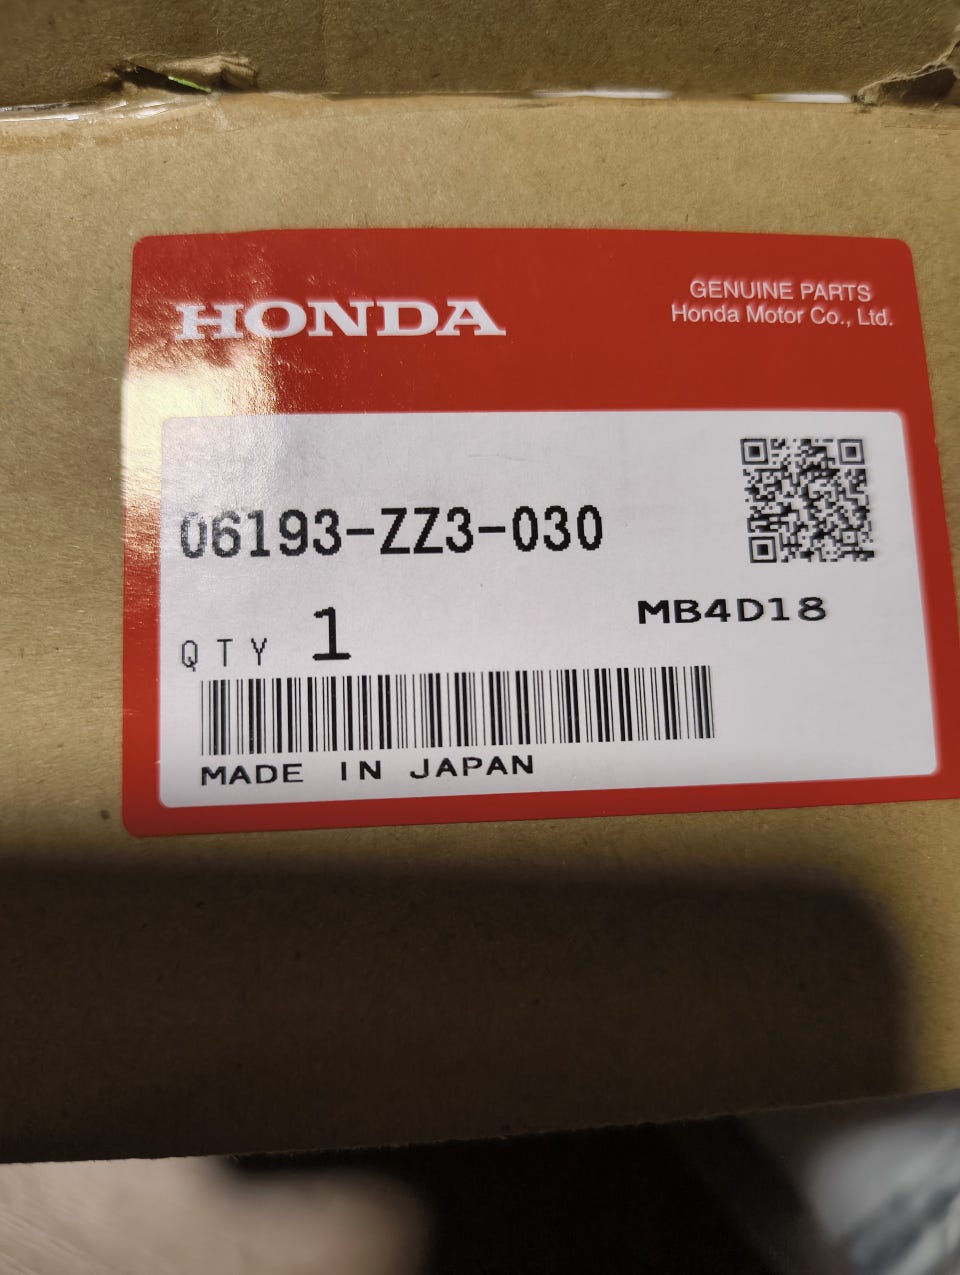 HONDA
GENUINE PARTS
Honda Motor Co., Ltd.
06193-ZZ3-030
MB4D18
QTY 1
MADE IN JAPAN